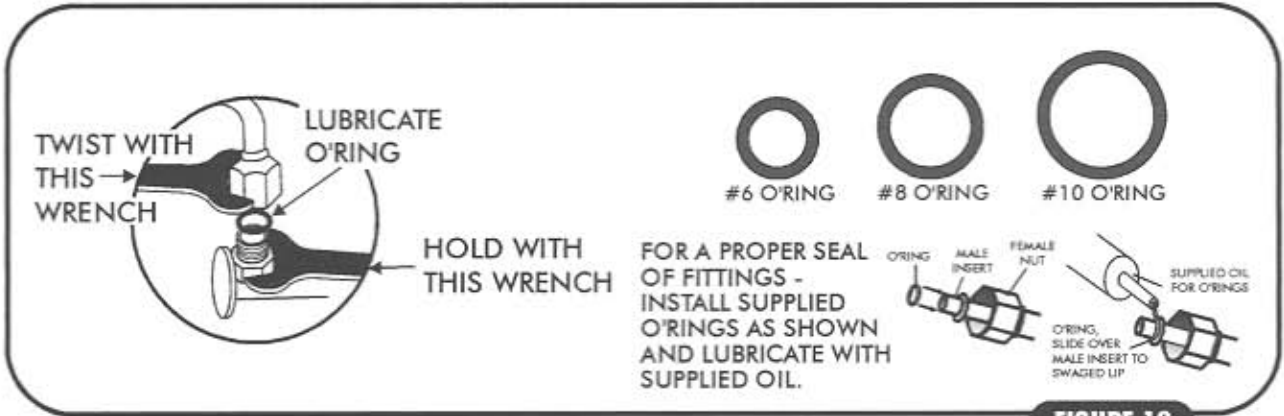 TWIST WITH
THIS
WRENCH
LUBRICATE
O'RING
HOLD WITH
THIS WRENCH
#6 O'RING
#8 O'RING
#10 O'RING
FOR A PROPER SEAL
OF FITTINGS -
INSTALL SUPPLIED
O'RINGS AS SHOWN
AND LUBRICATE WITH
SUPPLIED OIL.
O'RING
MALE
INSERT
FEMALE
NUT
SUPPLIED OIL
FOR O'RINGS
O'RING,
SLIDE OVER
MALE INSERT TO
SWAGED LIP